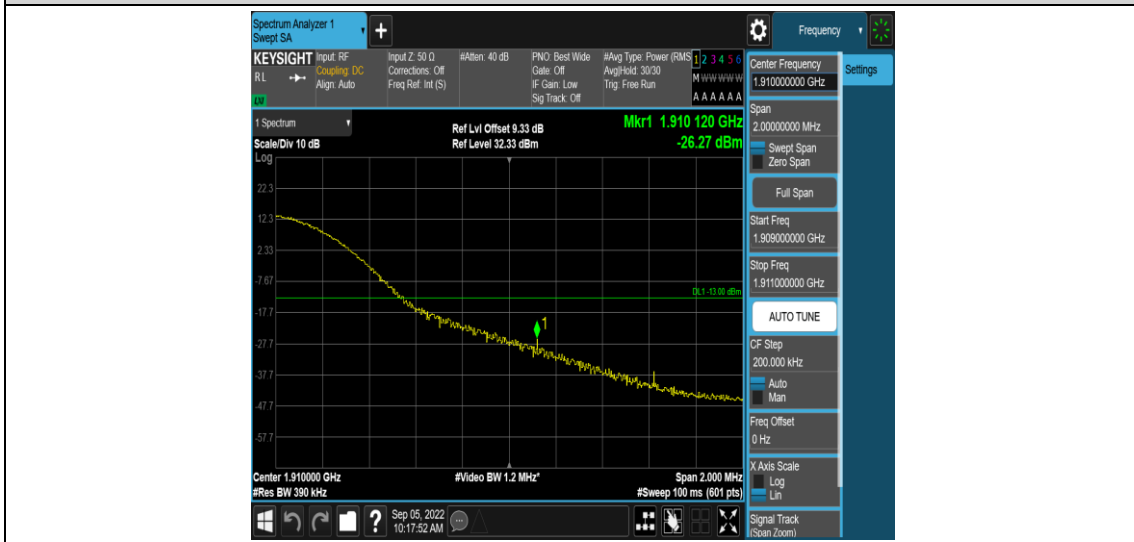 Spectrum Analyzer 1
Swept SA
+
Frequency
KEYSIGHT
RL
LXI
Input: RF
Coupling: DC
Align: Auto
Input Z: 50 Ω
Corrections: Off
Freq Ref: Int (S)
#Atten: 40 dB
PNO: Best Wide
Gate: Off
IF Gain: Low
Sig Track: Off
#Avg Type: Power (RMS
Avg|Hold: 30/30
Trig: Free Run
1 2 3 4 5 6
M W W W W W
A A A A A A
1 Spectrum
Scale/Div 10 dB
Log
Ref Lvl Offset 9.33 dB
Ref Level 32.33 dBm
Mkr1 1.910 120 GHz
-26.27 dBm
22.3
12.3
2.33
-7.67
-17.7
-27.7
-37.7
-47.7
-57.7
DL1 -13.00 dBm
1
Center 1.910000 GHz
#Res BW 390 kHz
#Video BW 1.2 MHz*
Span 2.000 MHz
#Sweep 100 ms (601 pts)
Center Frequency
1.910000000 GHz
Settings
Span
2.00000000 MHz
Swept Span
Zero Span
Full Span
Start Freq
1.909000000 GHz
Stop Freq
1.911000000 GHz
AUTO TUNE
CF Step
200.000 kHz
Auto
Man
Freq Offset
0 Hz
X Axis Scale
Log
Lin
Signal Track
(Span Zoom)
?
Sep 05, 2022
10:17:52 AM